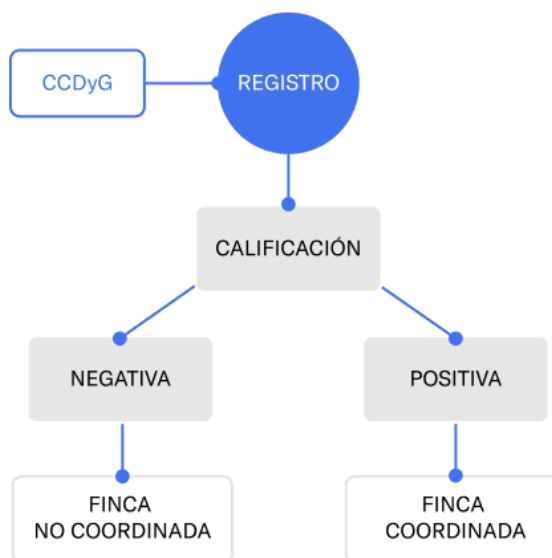 CCDyG
REGISTRO
CALIFICACIÓN
NEGATIVA
POSITIVA
FINCA
NO COORDINADA
FINCA
COORDINADA